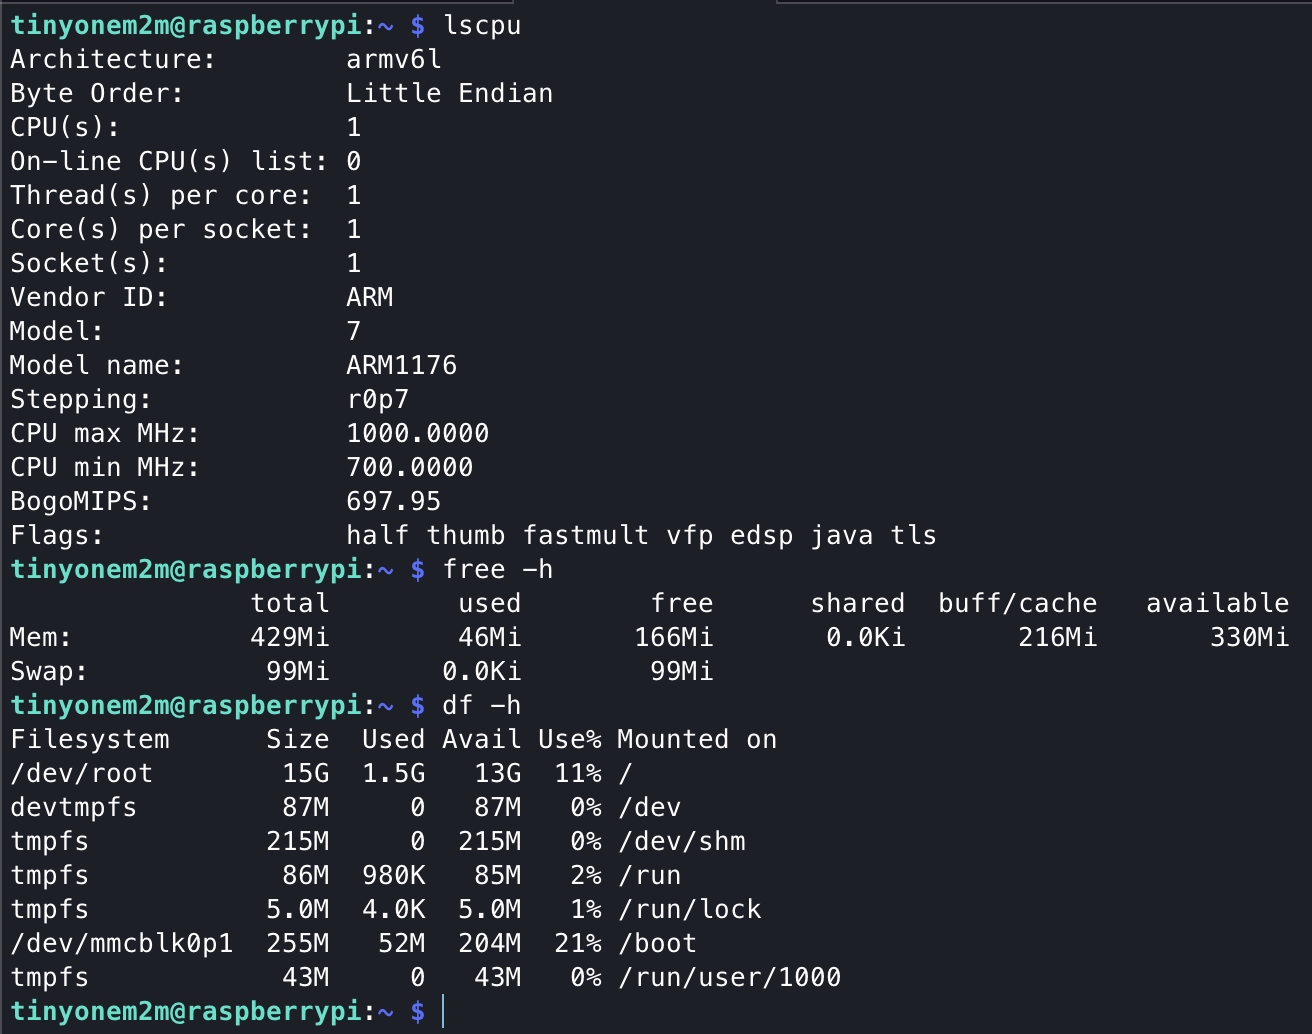 tinyonem2m@raspberrypi:~ $ lscpu
Architecture:        armv6l
Byte Order:          Little Endian
CPU(s):              1
On-line CPU(s) list: 0
Thread(s) per core:  1
Core(s) per socket:  1
Socket(s):           1
Vendor ID:           ARM
Model:               7
Model name:          ARM1176
Stepping:            r0p7
CPU max MHz:         1000.0000
CPU min MHz:         700.0000
BogoMIPS:            697.95
Flags:               half thumb fastmult vfp edsp java tls
tinyonem2m@raspberrypi:~ $ free -h
               total        used        free      shared  buff/cache   available
Mem:           429Mi        46Mi       166Mi       0.0Ki       216Mi       330Mi
Swap:           99Mi       0.0Ki        99Mi
tinyonem2m@raspberrypi:~ $ df -h
Filesystem      Size  Used Avail Use% Mounted on
/dev/root        15G  1.5G   13G  11% /
devtmpfs         87M     0   87M   0% /dev
tmpfs           215M     0  215M   0% /dev/shm
tmpfs            86M  980K   85M   2% /run
tmpfs           5.0M  4.0K  5.0M   1% /run/lock
/dev/mmcblk0p1  255M   52M  204M  21% /boot
tmpfs            43M     0   43M   0% /run/user/1000
tinyonem2m@raspberrypi:~ $